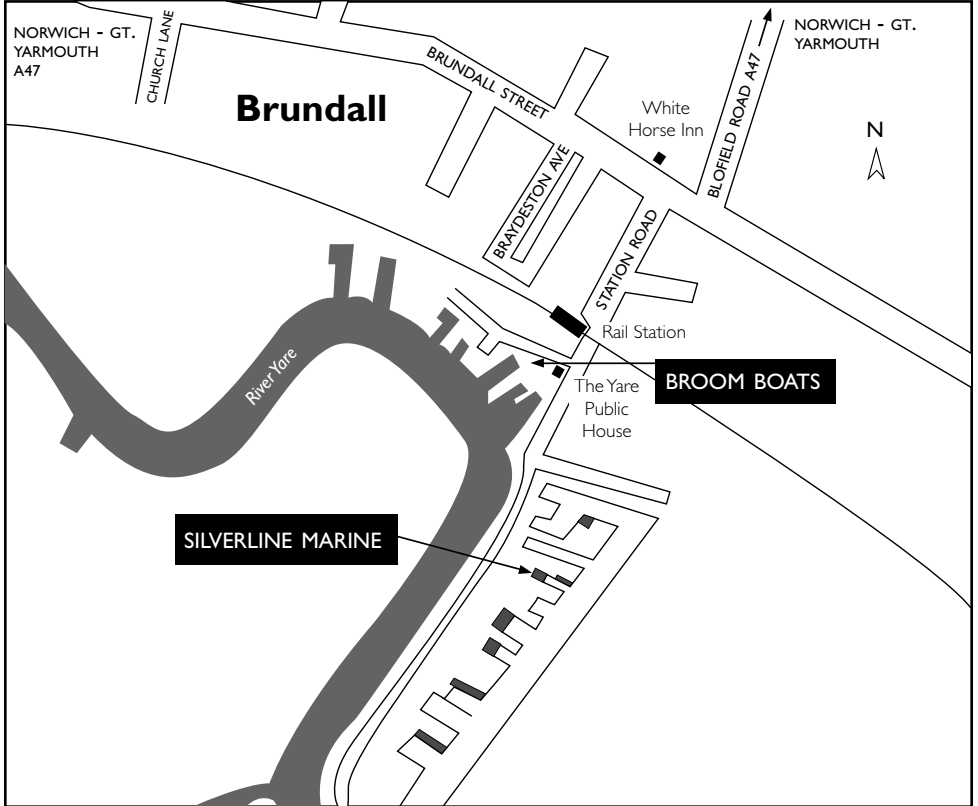 NORWICH - GT.
YARMOUTH
A47
CHURCH LANE
BRUNDALL STREET
NORWICH - GT.
YARMOUTH
BLOFIELD ROAD A47
Brundall
White
Horse Inn
N
BRAYDESTON AVE
STATION ROAD
Rail Station
River Yare
BROOM BOATS
The Yare
Public
House
SILVERLINE MARINE